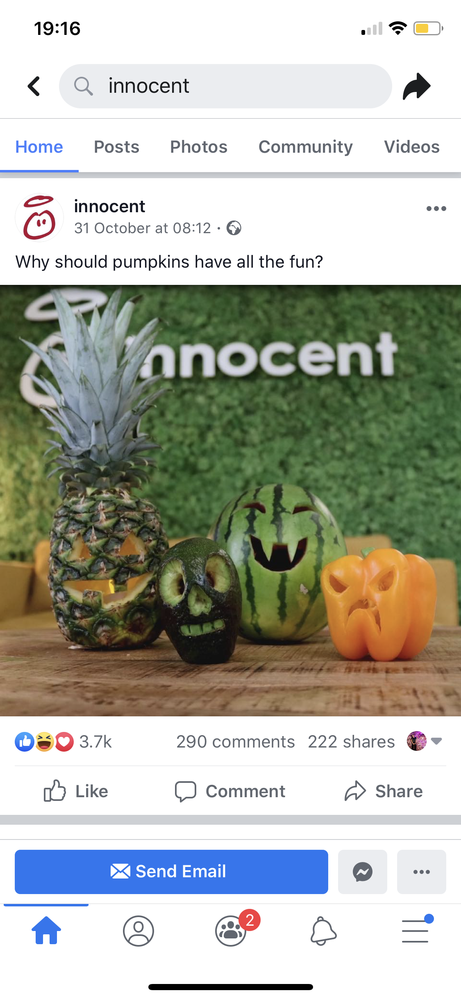 19:16
innocent
Home Posts Photos Community Videos
innocent
31 October at 08:12 ·
Why should pumpkins have all the fun?
innocent
3.7k 290 comments 222 shares
Like Comment Share
Send Email
2